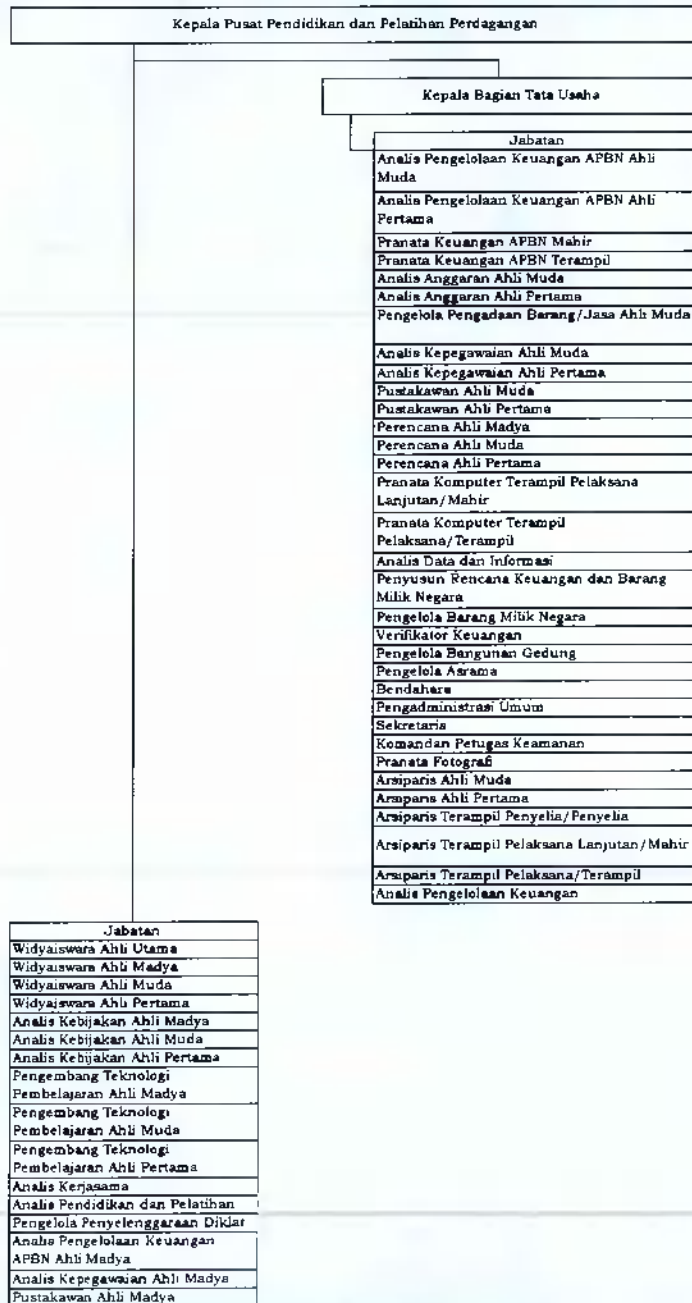 Kepala Pusat Pendidikan dan Pelatihan Perdagangan
Kepala Bagian Tata Usaha
Jabatan
Analis Pengelolaan Keuangan APBN Ahli
Muda
Analis Pengelolaan Keuangan APBN Ahli
Pertama
Pranata Keuangan APBN Mahir
Pranata Keuangan APBN Terampil
Analis Anggaran Ahli Muda
Analis Anggaran Ahli Pertama
Pengelola Pengadaan Barang/Jasa Ahli Muda
Analis Kepegawaian Ahli Muda
Analis Kepegawaian Ahli Pertama
Pustakawan Ahli Muda
Pustakawan Ahli Pertama
Perencana Ahli Madya
Perencana Ahli Muda
Perencana Ahli Pertama
Pranata Komputer Terampil Pelaksana
Lanjutan/Mahir
Pranata Komputer Terampil
Pelaksana/Terampil
Analis Data dan Informasi
Penyusun Rencana Keuangan dan Barang
Milik Negara
Pengelola Barang Milik Negara
Verifikator Keuangan
Pengelola Bangunan Gedung
Pengelola Asrama
Bendahara
Pengadministrasi Umum
Sekretaris
Komandan Petugas Keamanan
Pranata Fotografi
Arsiparis Ahli Muda
Arsiparis Ahli Pertama
Arsiparis Terampil Penyelia/Penyelia
Arsiparis Terampil Pelaksana Lanjutan/Mahir
Arsiparis Terampil Pelaksana/Terampil
Analis Pengelolaan Keuangan
Jabatan
Widyaiswara Ahli Utama
Widyaiswara Ahli Madya
Widyaiswara Ahli Muda
Widyaiswara Ahli Pertama
Analis Kebijakan Ahli Madya
Analis Kebijakan Ahli Muda
Analis Kebijakan Ahli Pertama
Pengembang Teknologi
Pembelajaran Ahli Madya
Pengembang Teknologi
Pembelajaran Ahli Muda
Pengembang Teknologi
Pembelajaran Ahli Pertama
Analis Kerjasama
Analis Pendidikan dan Pelatihan
Pengelola Penyelenggaraan Diklat
Analis Pengelolaan Keuangan
APBN Ahli Madya
Analis Kepegawaian Ahli Madya
Pustakawan Ahli Madya